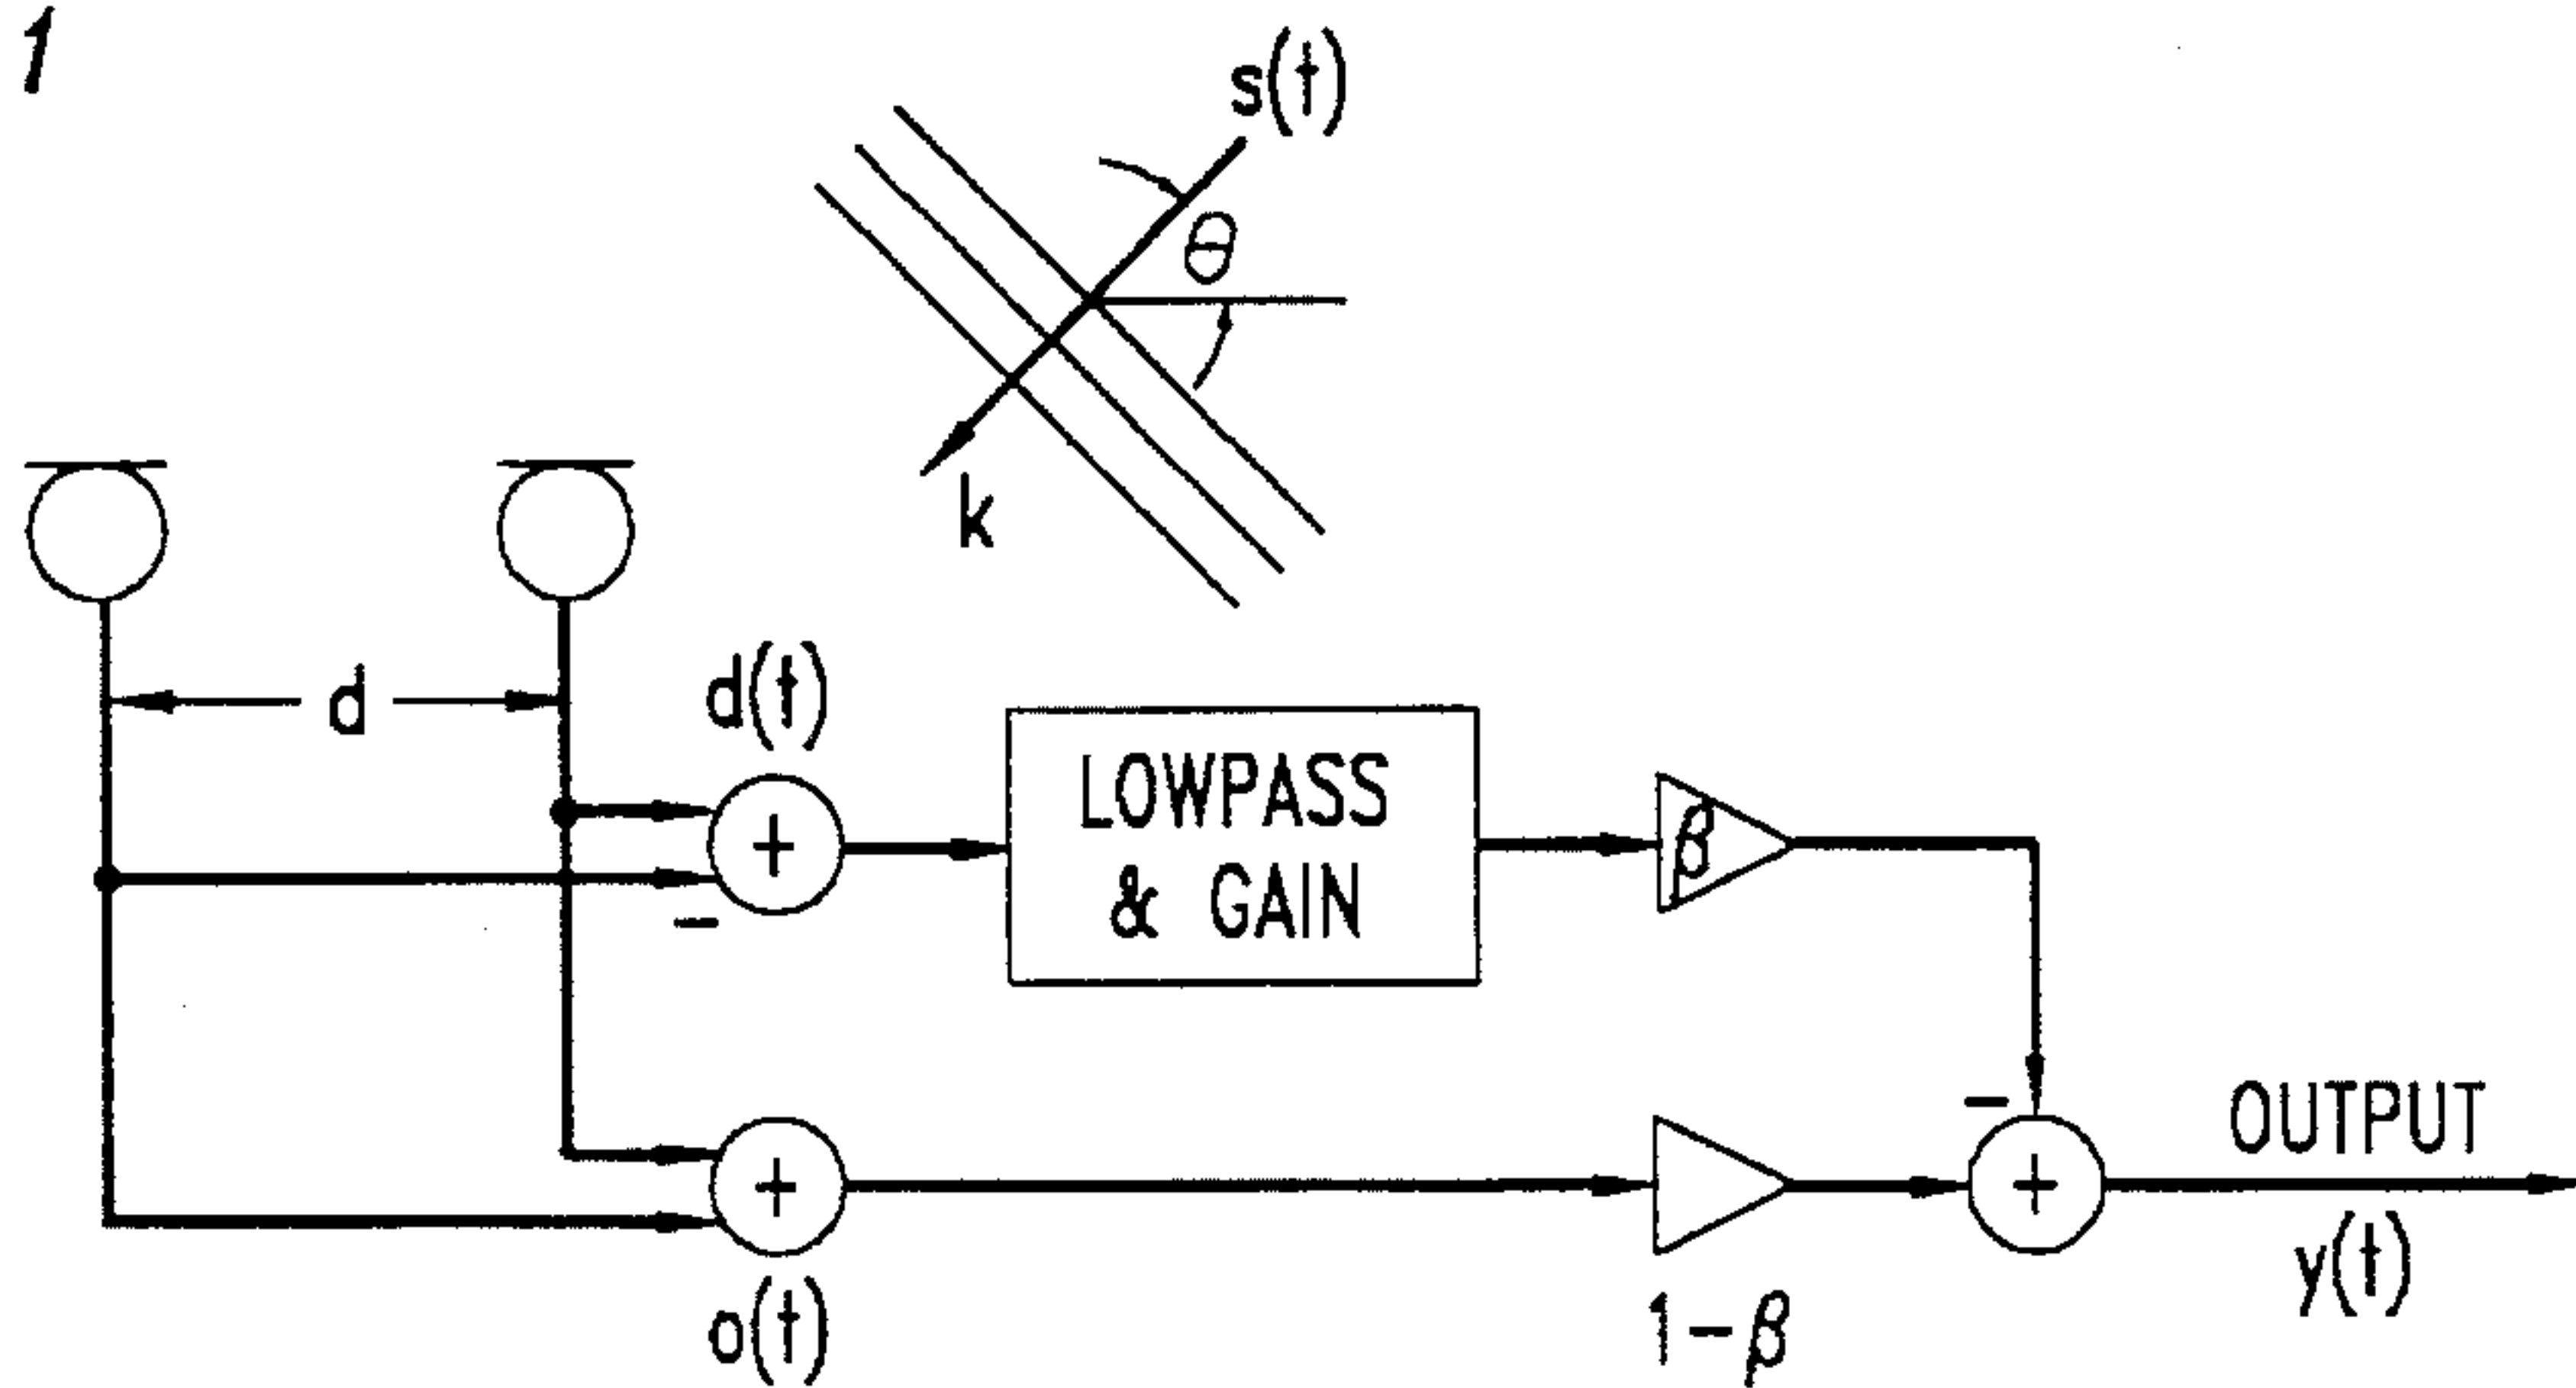 1
s(t)
θ
k
d
d(t)
+
-
LOWPASS
& GAIN
β
+
o(t)
1-β
-
+
OUTPUT
y(t)